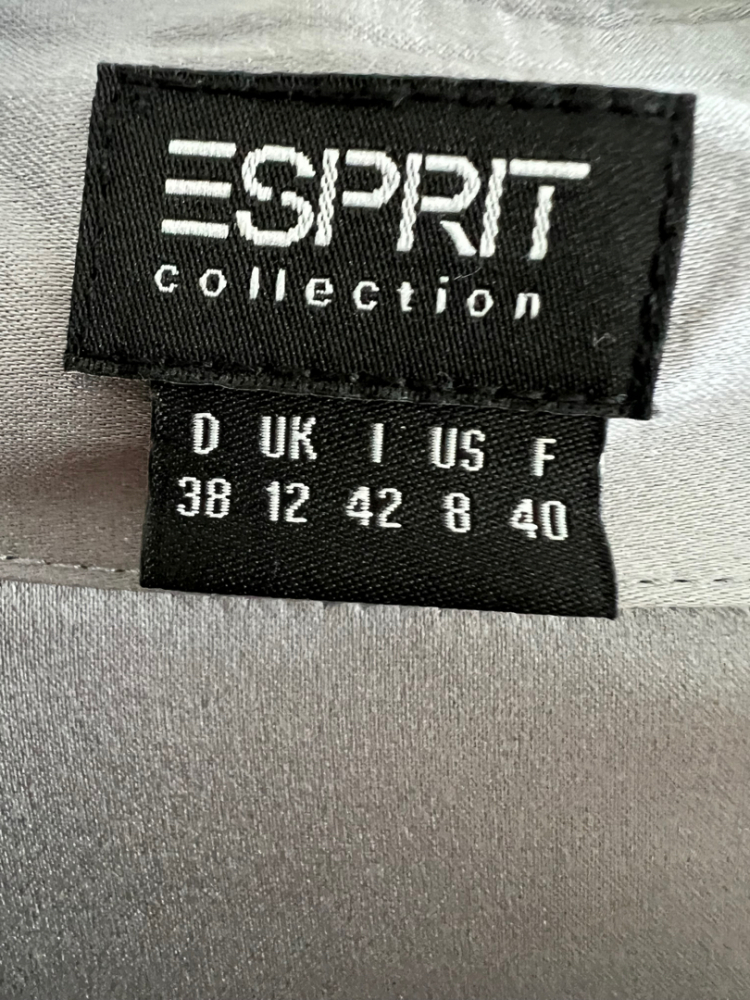 ESPRIT
collection
D UK I US F
38 12 42 8 40